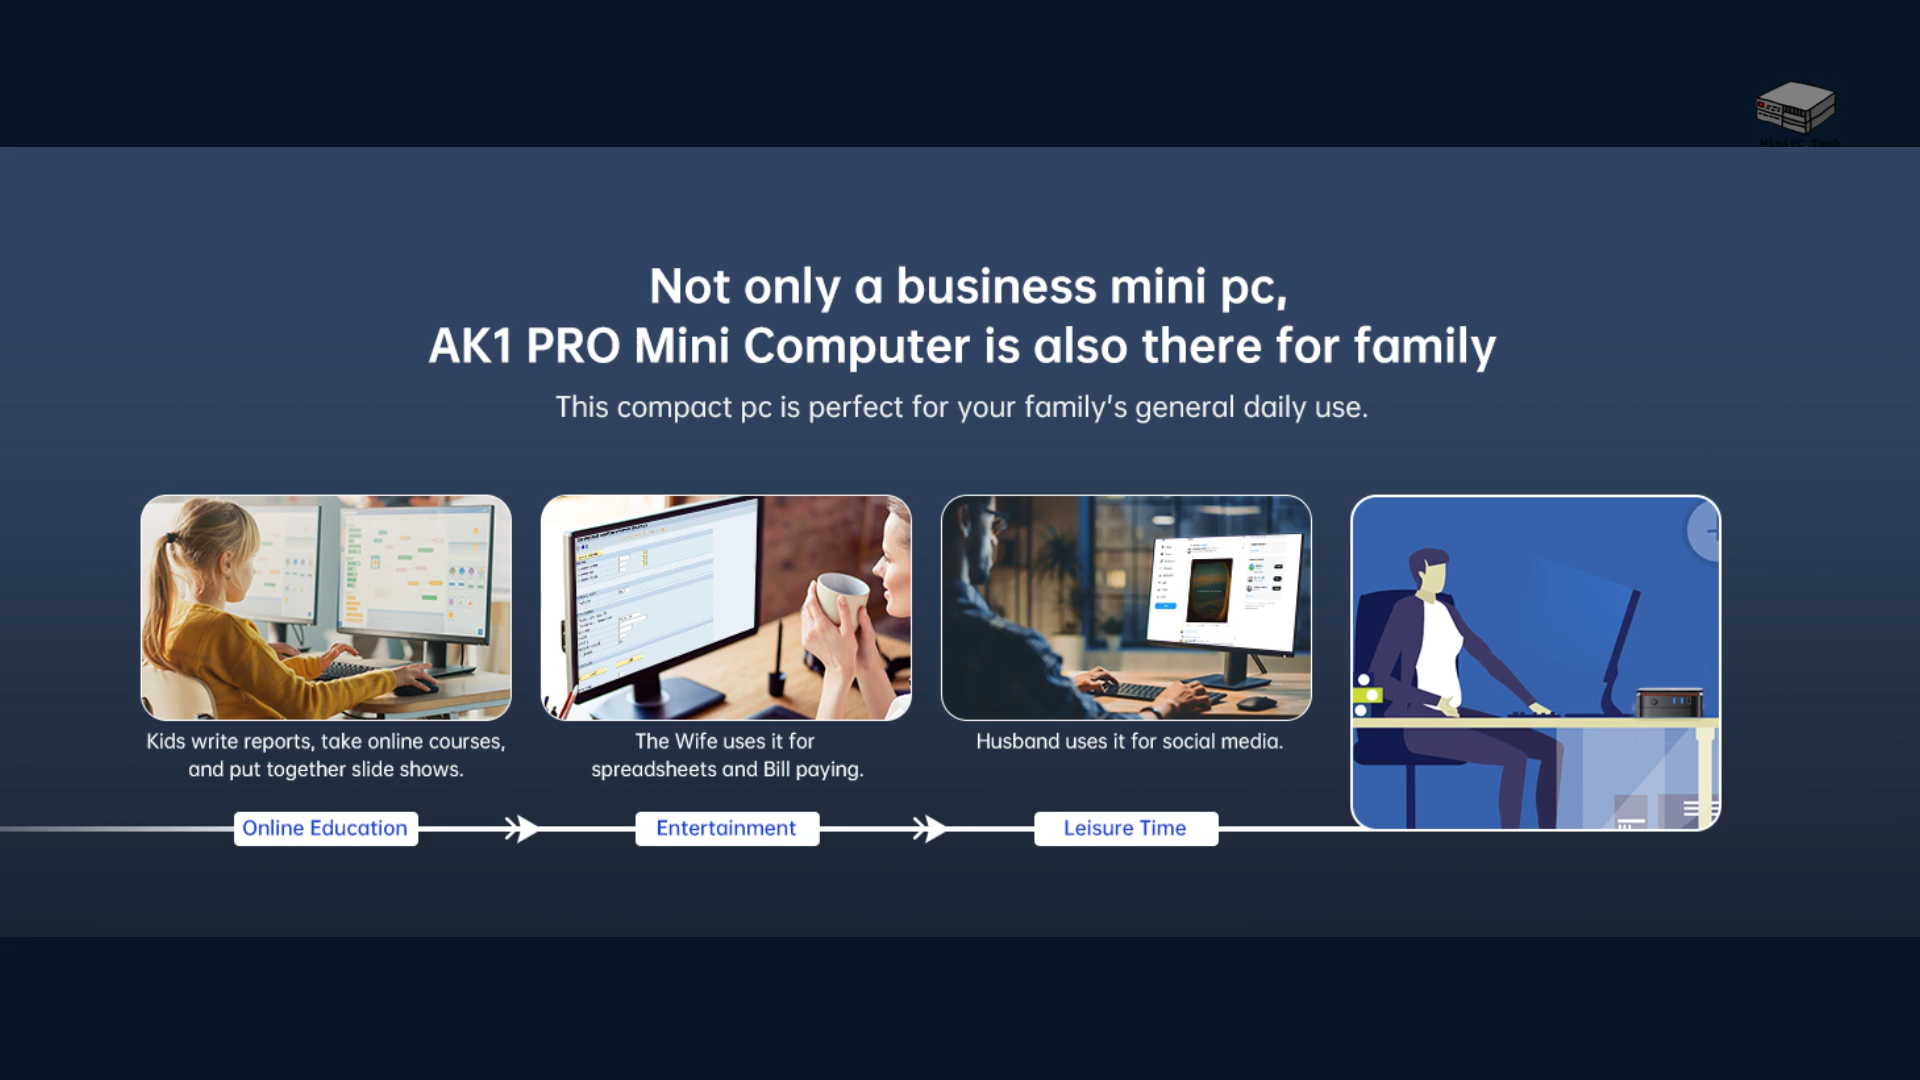 MiniPC Tech
Not only a business mini pc,
AK1 PRO Mini Computer is also there for family
This compact pc is perfect for your family's general daily use.
Kids write reports, take online courses,
and put together slide shows.
The Wife uses it for
spreadsheets and Bill paying.
Husband uses it for social media.
Online Education
Entertainment
Leisure Time